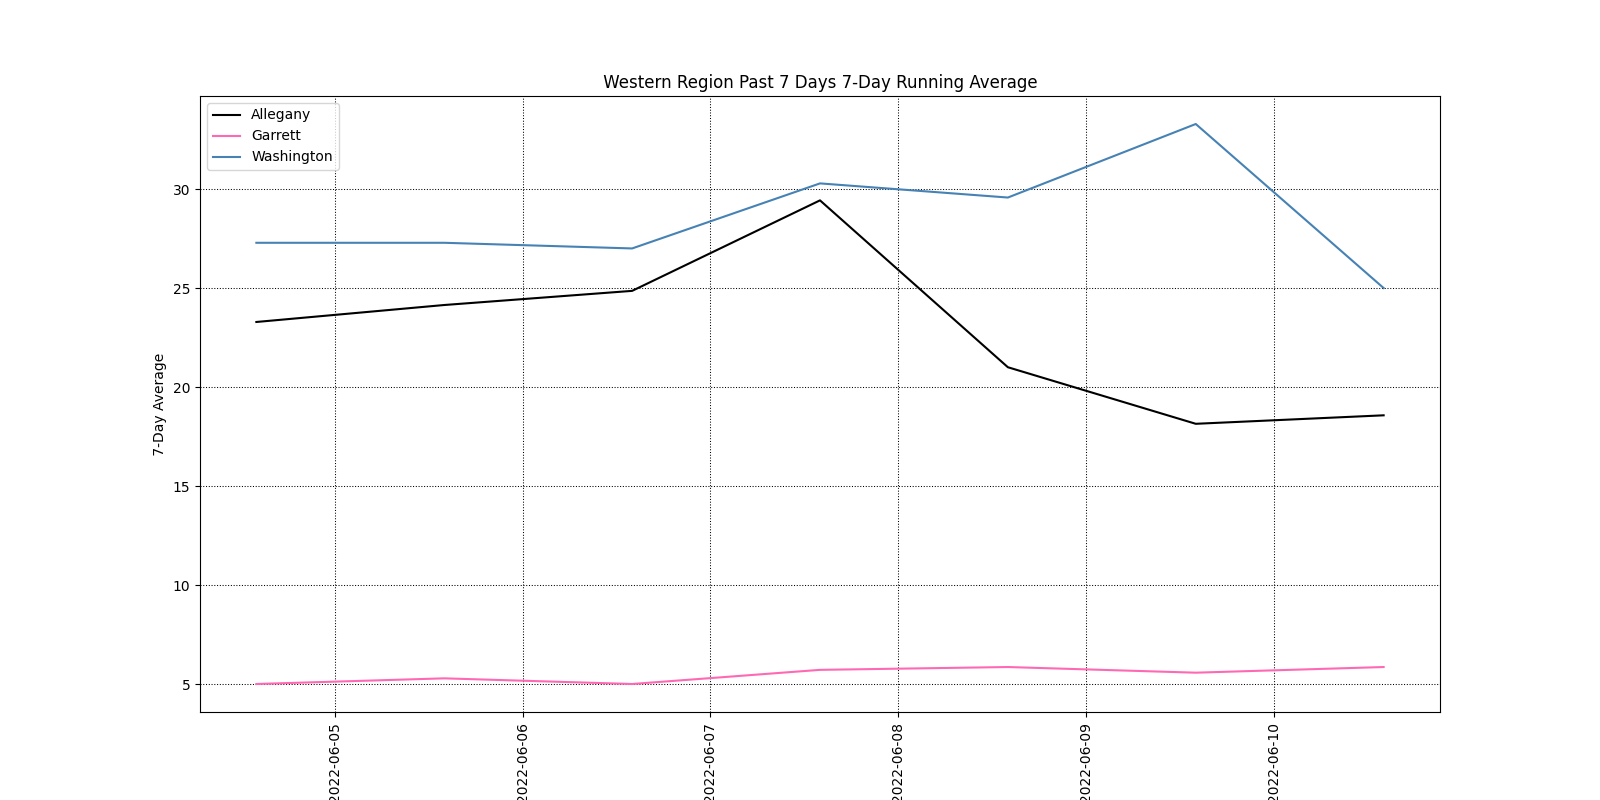 Western Region Past 7 Days 7-Day Running Average
Allegany
Garrett
Washington
7-Day Average
30
25
20
15
10
5
2022-06-05
2022-06-06
2022-06-07
2022-06-08
2022-06-09
2022-06-10